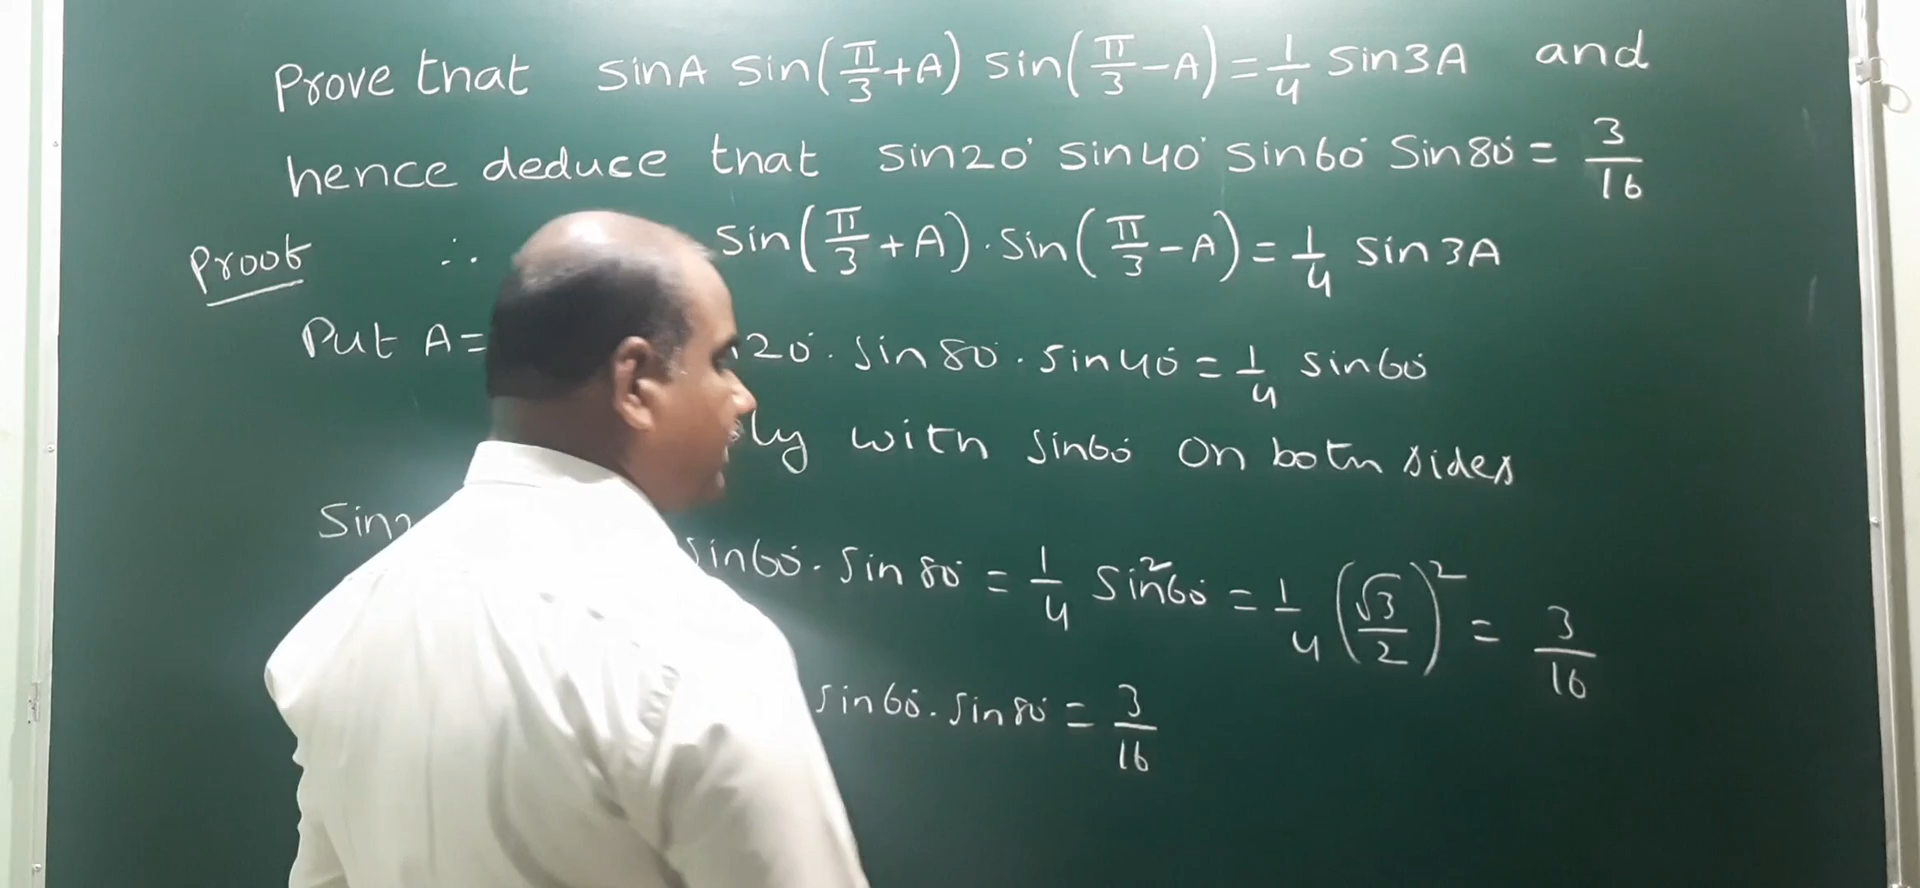 Prove that sinA sin(π/3+A) sin(π/3−A)=1/4 sin3A and
hence deduce that sin20° sin40° sin60° Sin80° = 3/16
Proof ∴ sin(π/3+A)·sin(π/3−A)=1/4 sin3A
Put A= 20°. sin80°. sin40° = 1/4 sin60°
with sin60° on both sides
sin60°. sin80° = 1/4 sin²60° = 1/4 (√3/2)² = 3/16
sin60°. sin80° = 3/16